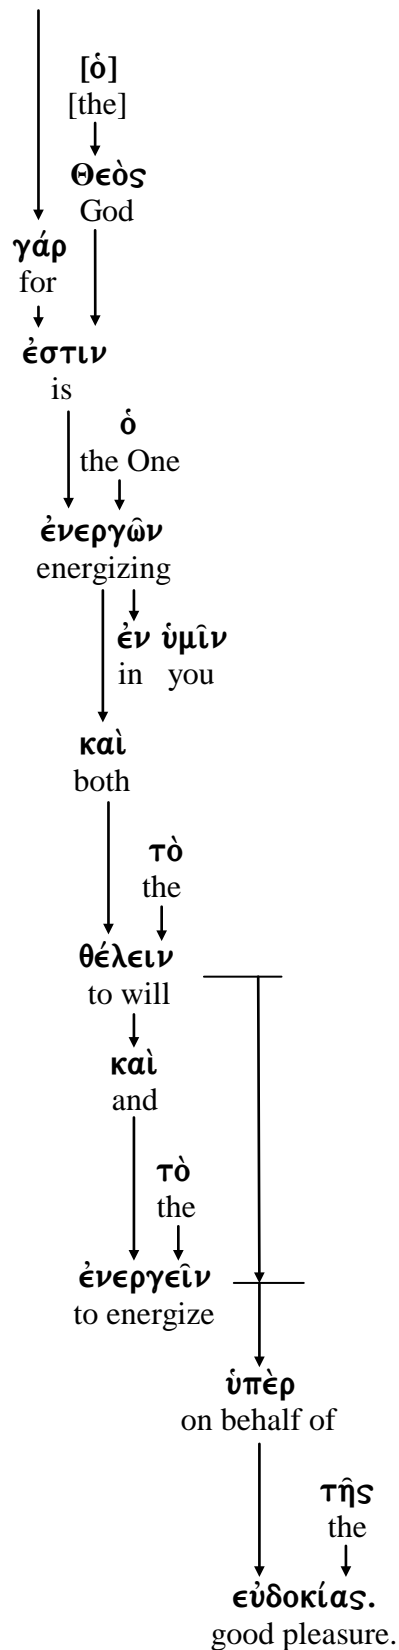 [ὁ]
[the]
Θεὸς
God
γάρ
for
ἐστιν
is
ὁ
the One
ἐνεργῶν
energizing
ἐν ὑμῖν
in you
καὶ
both
τὸ
the
θέλειν
to will
καὶ
and
τὸ
the
ἐνεργεῖν
to energize
ὑπὲρ
on behalf of
τῆς
the
εὐδοκίας.
good pleasure.